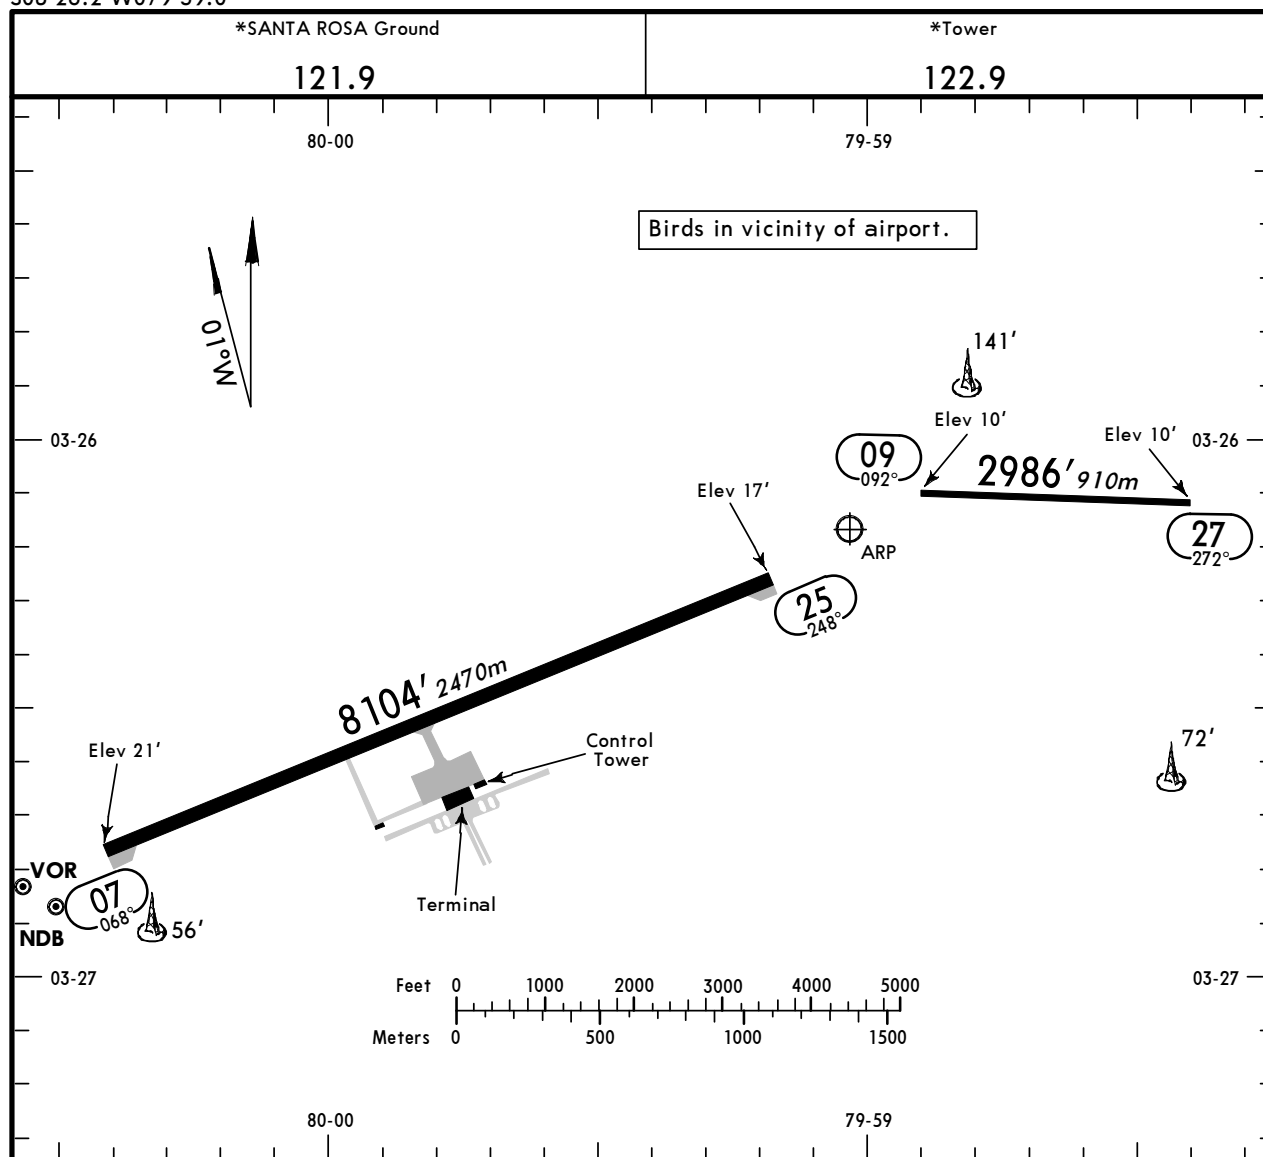 *SANTA ROSA Ground
121.9
*Tower
122.9
80-00
79-59
Birds in vicinity of airport.
01°W
141'
03-26
Elev 10'
Elev 10'
03-26
09
092°
2986' 910m
Elev 17'
27
272°
ARP
25
248°
8104' 2470m
Control
Tower
72'
Elev 21'
VOR
07
068°
Terminal
56'
NDB
03-27
03-27
Feet 0 1000 2000 3000 4000 5000
Meters 0 500 1000 1500
80-00
79-59